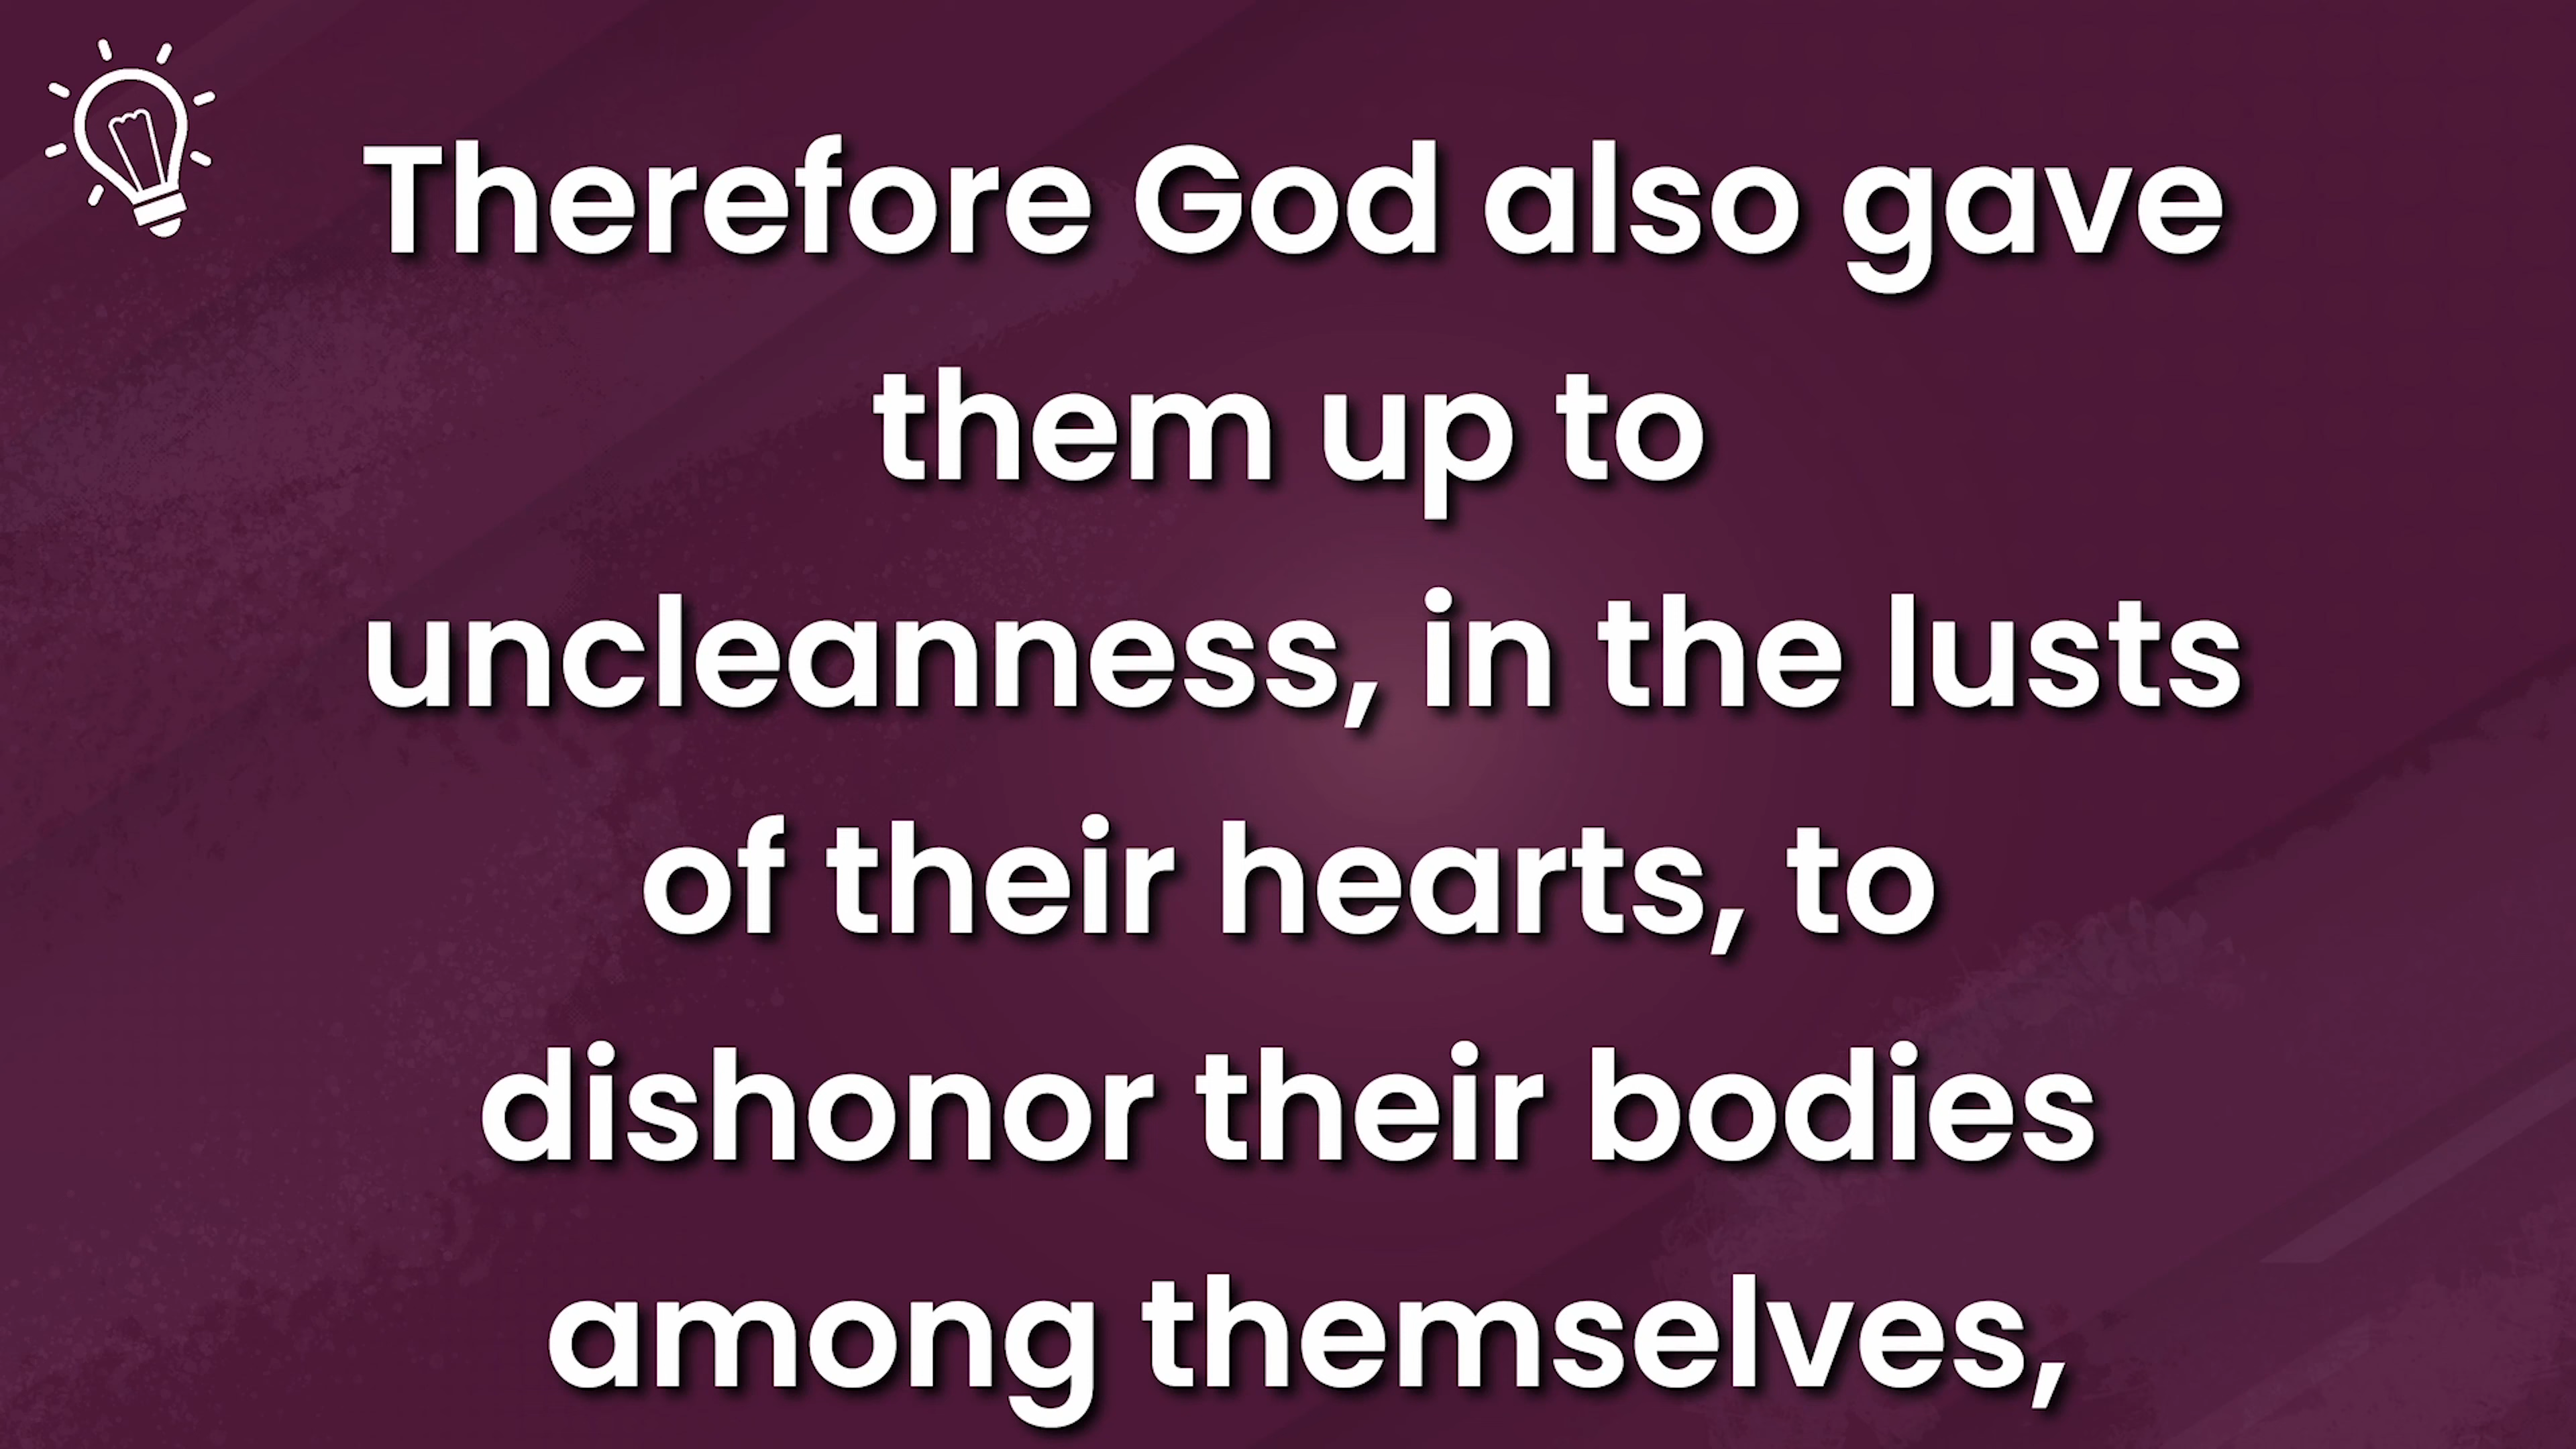 Therefore God also gave
them up to
uncleanness, in the lusts
of their hearts, to
dishonor their bodies
among themselves,